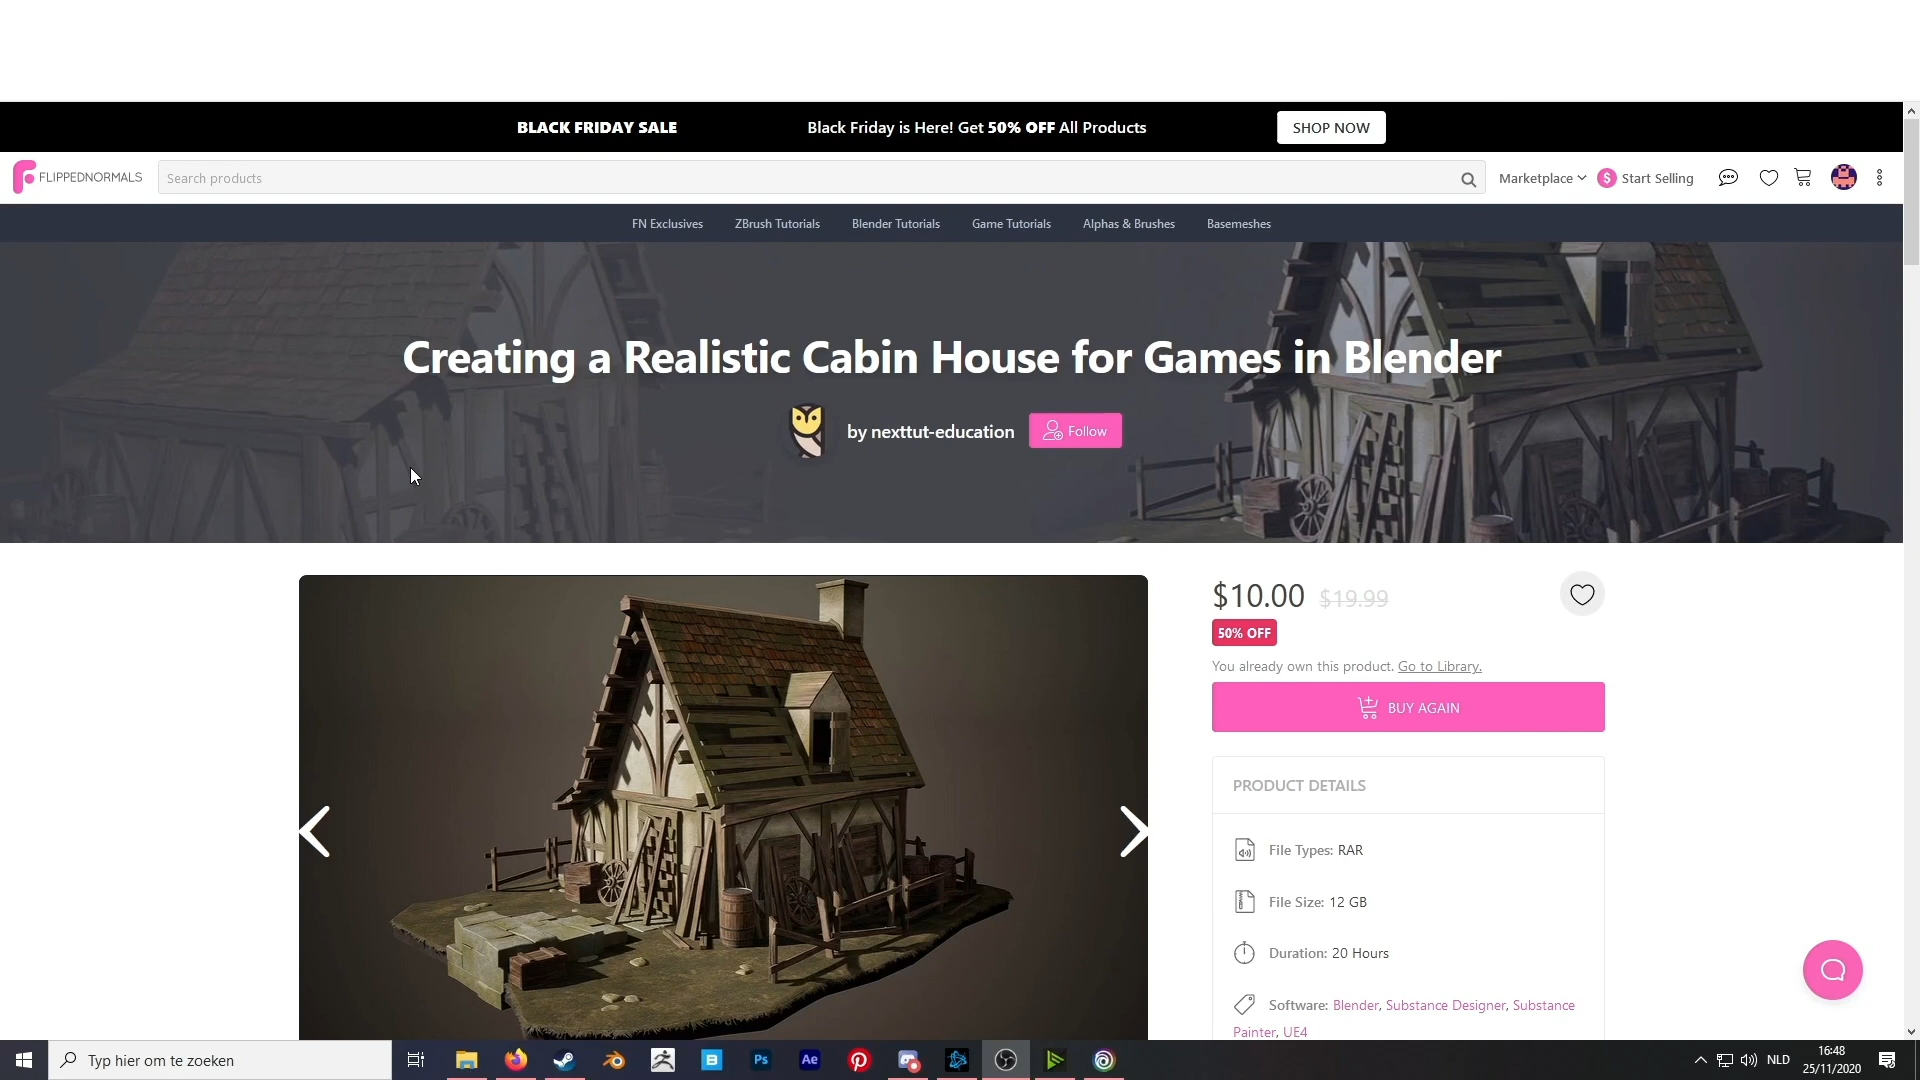 BLACK FRIDAY SALE
Black Friday is Here! Get 50% OFF All Products
SHOP NOW
FLIPPEDNORMALS
Search products
Marketplace
$ Start Selling
FN Exclusives
ZBrush Tutorials
Blender Tutorials
Game Tutorials
Alphas & Brushes
Basemeshes
Creating a Realistic Cabin House for Games in Blender
by nexttut-education
Follow
$10.00 $19.99
50% OFF
You already own this product. Go to Library.
BUY AGAIN
PRODUCT DETAILS
File Types: RAR
File Size: 12 GB
Duration: 20 Hours
Software: Blender, Substance Designer, Substance
Painter, UE4
Typ hier om te zoeken
B
Ps
Ae
NLD
16:48
25/11/2020